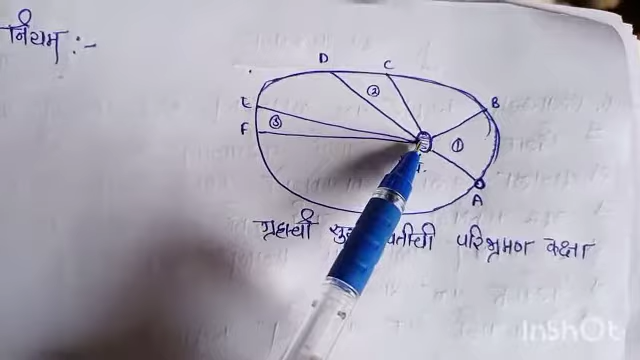 नियम :-
D C
②
E B
③
F ①
A
ग्रहाची परिभ्रमण कक्षा
InShOt